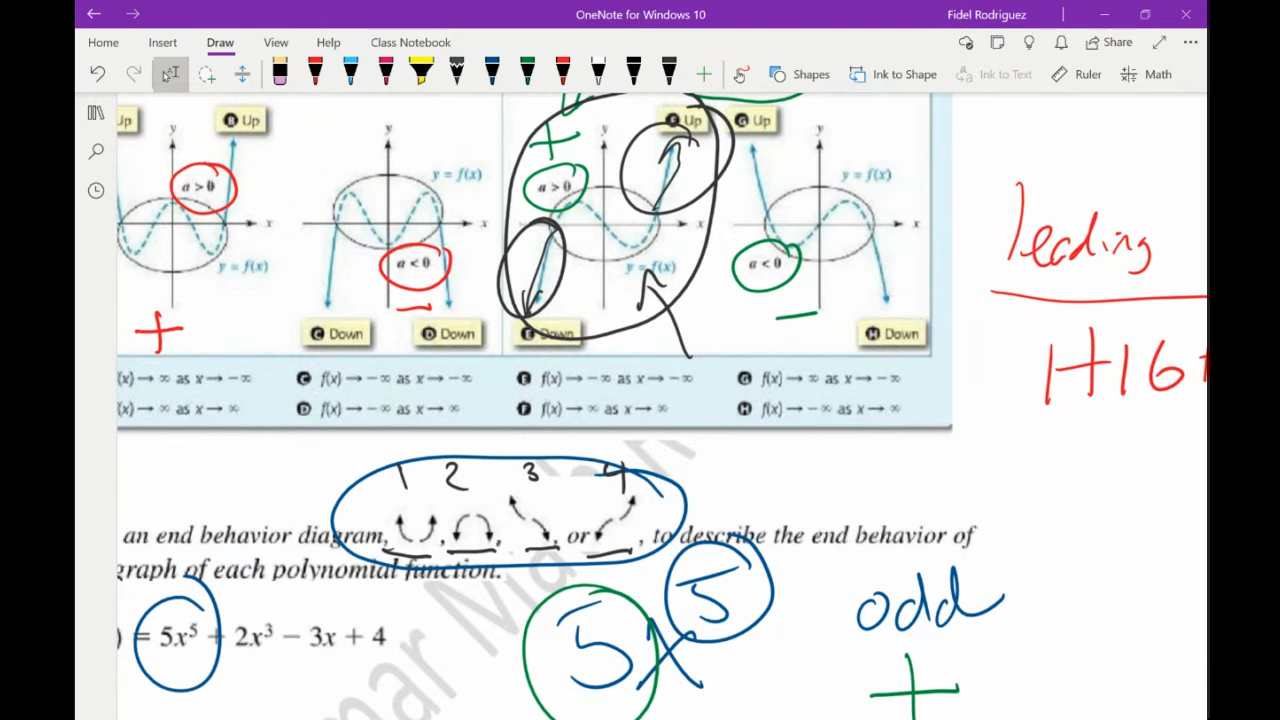 OneNote for Windows 10
Fidel Rodriguez
Home Insert Draw View Help Class Notebook
Share
Shapes Ink to Shape Ink to Text Ruler Math
Up B Up F Up G Up
y y y y
+
a > 0 y = f(x) a > 0 y = f(x)
x x x x
y = f(x) a < 0 y = f(x) a < 0
+ − −
C Down D Down E Down H Down
(x) → ∞ as x → −∞ C f(x) → −∞ as x → −∞ E f(x) → −∞ as x → −∞ G f(x) → ∞ as x → −∞
(x) → ∞ as x → ∞ D f(x) → −∞ as x → ∞ F f(x) → ∞ as x → ∞ H f(x) → −∞ as x → ∞
leading
1 2 3 4
an end behavior diagram, , , , or , to describe the end behavior of
graph of each polynomial function.
) = 5x⁵ + 2x³ − 3x + 4
5x⁵
odd
+